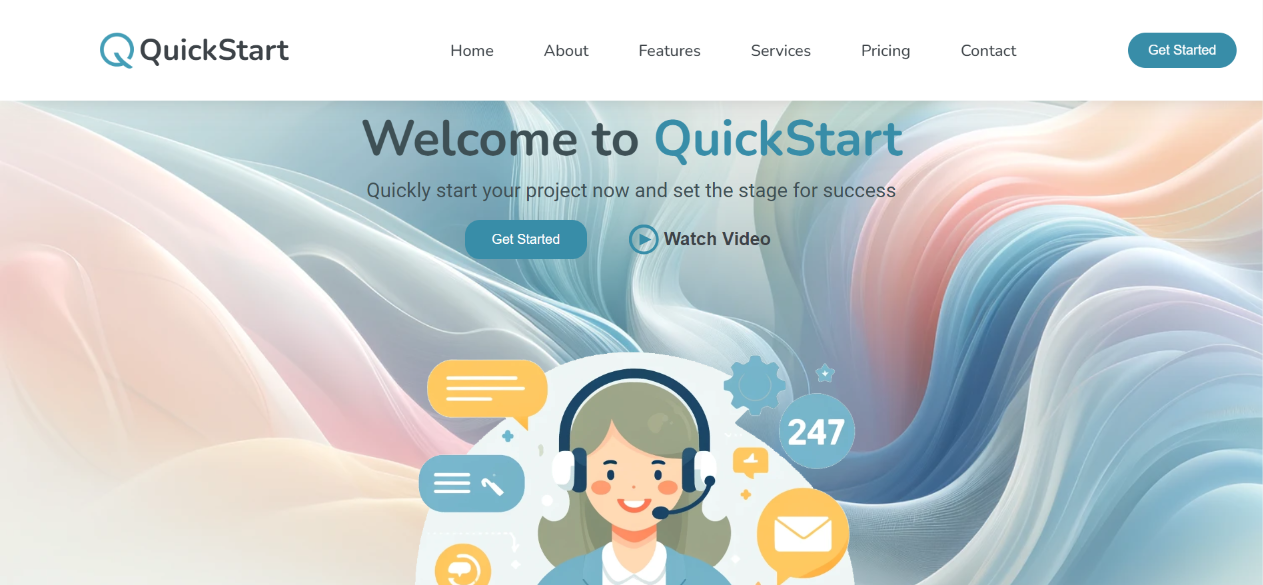 QuickStart
Home About Features Services Pricing Contact
Get Started
Welcome to QuickStart
Quickly start your project now and set the stage for success
Get Started
Watch Video
247